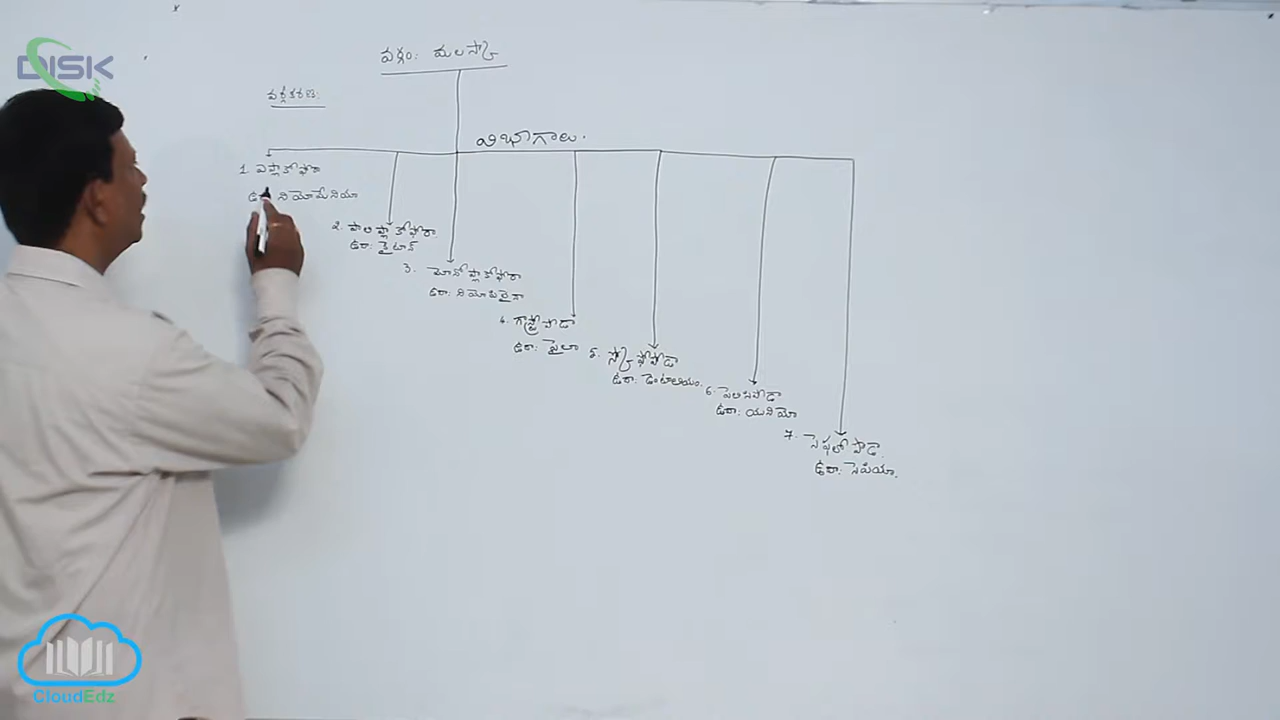 DISK
వర్గం: మలస్కా
వర్గీకరణ:
విభాగాలు.
1 ఎప్లాకోఫోరా
ఉదా నియోమేనియా
2. పాలిప్లాకోఫోరా
ఉదా: కైటాన్
3. మోనోప్లాకోఫోరా
ఉదా: నియోపిలైనా
4. గాస్ట్రోపొడా
ఉదా: పైలా
5. స్కాఫోపొడా
ఉదా: డెంటాలియం.
6. పెలిసిపొడా
ఉదా: యునియో
7. సెఫలోపొడా.
ఉదా: సెపియా.
CloudEdz